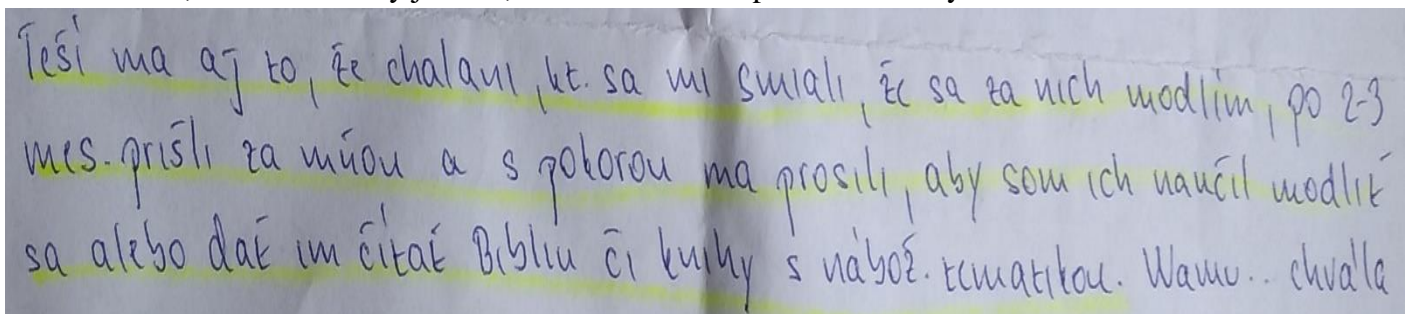 Teší ma aj to, že chalani, kt. sa mi smiali, že sa za nich modlím, po 2-3
mes. prišli za mňou a s pokorou ma prosili, aby som ich naučil modliť
sa alebo dať im čítať Bibliu či knihy s nábož. tematikou. Wauu.. chvála